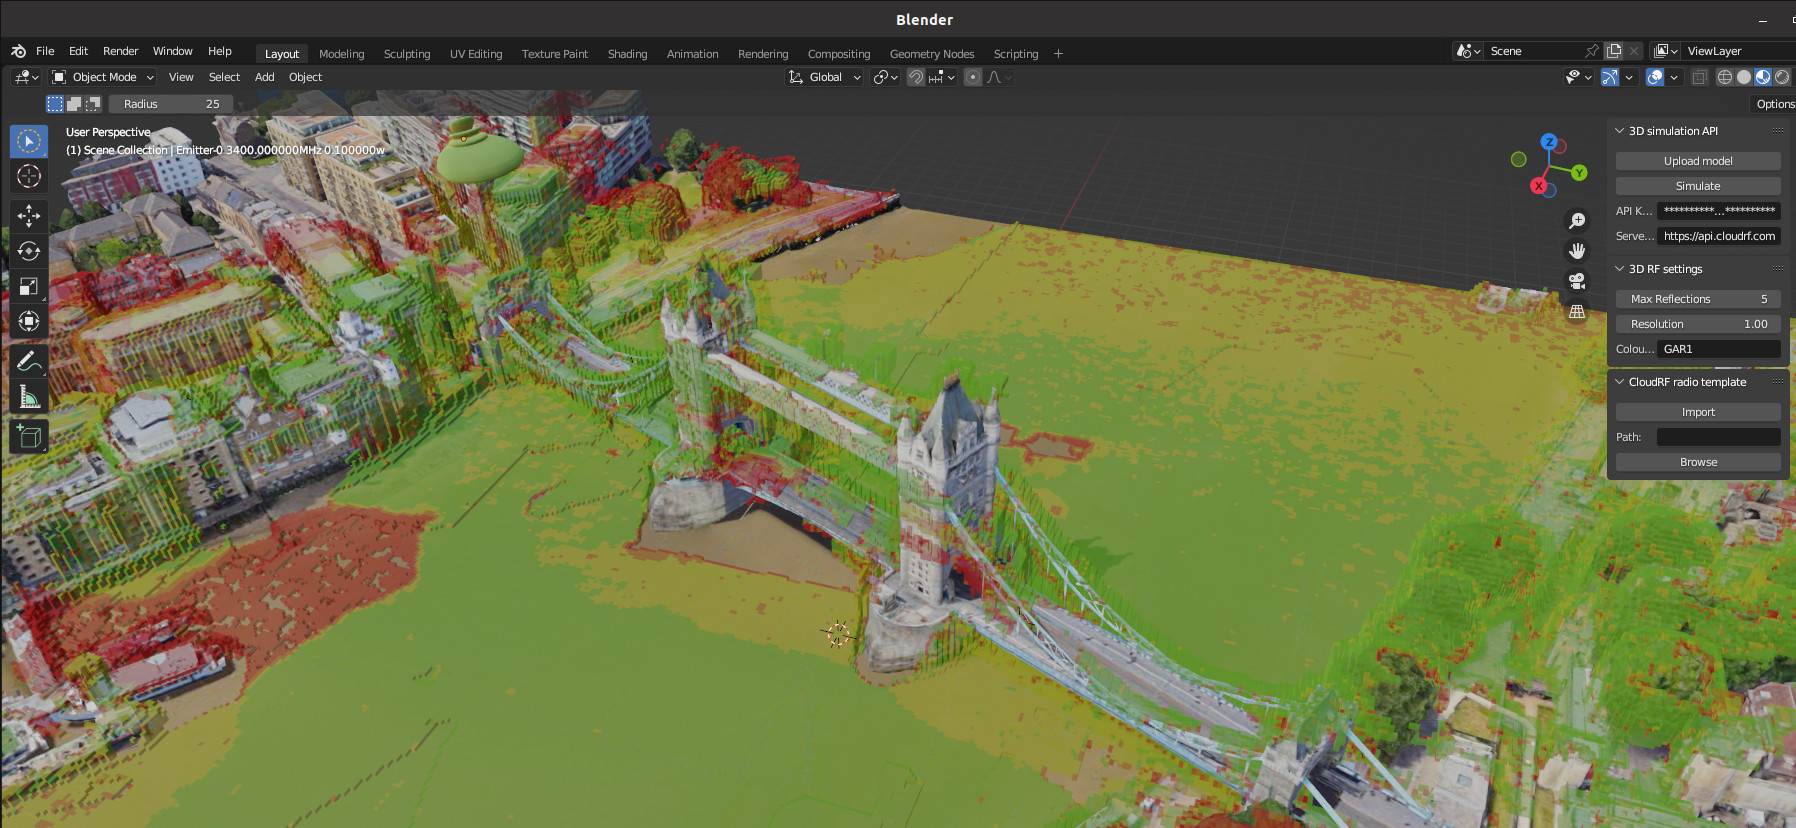 Blender
File Edit Render Window Help Layout Modeling Sculpting UV Editing Texture Paint Shading Animation Rendering Compositing Geometry Nodes Scripting + Scene ViewLayer
Object Mode View Select Add Object Global
Radius 25 Options
User Perspective
(1) Scene Collection | Emitter-0 3400.000000MHz 0.100000w
Z
Y
X
3D simulation API
Upload model
Simulate
API K... **********...**********
Serve... https://api.cloudrf.com
3D RF settings
Max Reflections 5
Resolution 1.00
Colou... GAR1
CloudRF radio template
Import
Path:
Browse